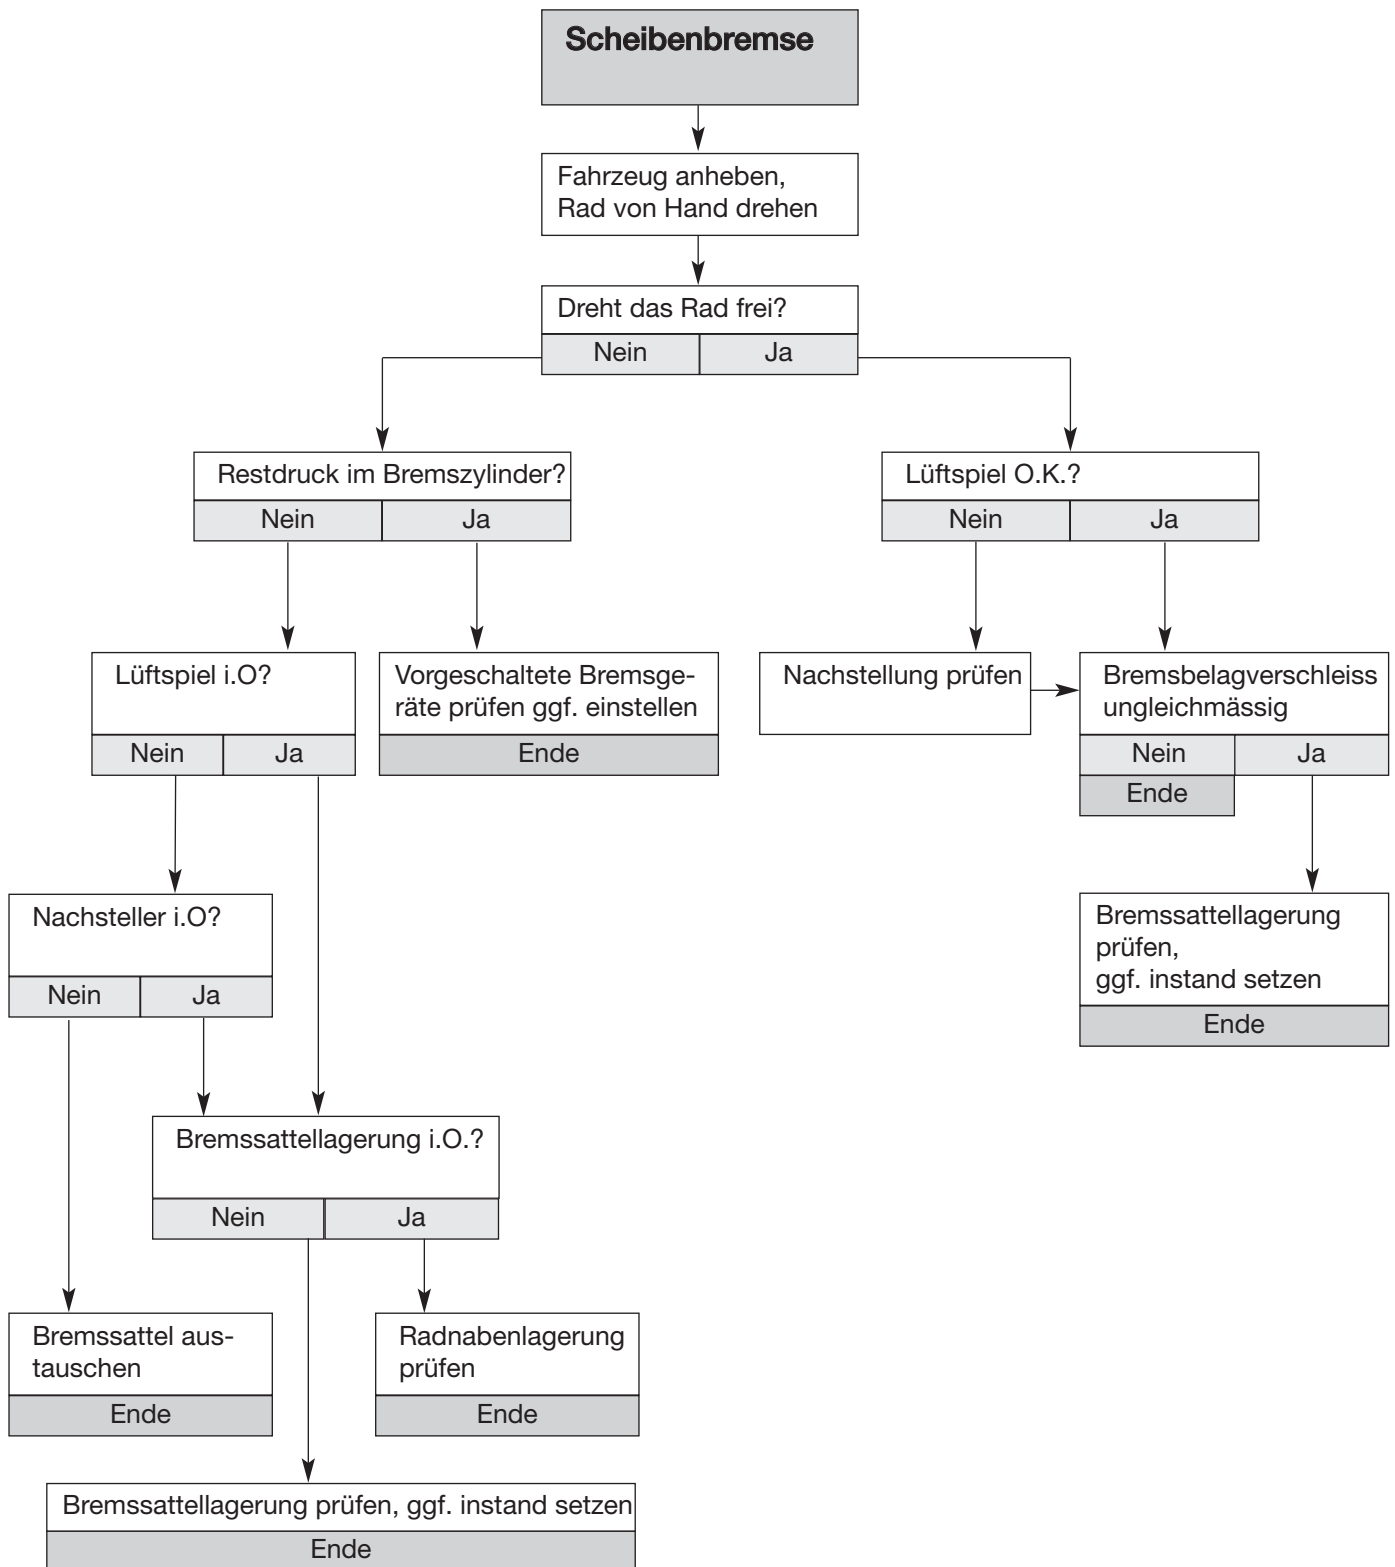 Scheibenbremse
Fahrzeug anheben,
Rad von Hand drehen
Dreht das Rad frei?
Nein
Ja
Restdruck im Bremszylinder?
Nein
Ja
Lüftspiel O.K.?
Nein
Ja
Lüftspiel i.O?
Nein
Ja
Vorgeschaltete Bremsge-
räte prüfen ggf. einstellen
Ende
Nachstellung prüfen
Bremsbelagverschleiss
ungleichmässig
Nein
Ja
Ende
Nachsteller i.O?
Nein
Ja
Bremssattellagerung
prüfen,
ggf. instand setzen
Ende
Bremssattellagerung i.O.?
Nein
Ja
Bremssattel aus-
tauschen
Ende
Radnabenlagerung
prüfen
Ende
Bremssattellagerung prüfen, ggf. instand setzen
Ende